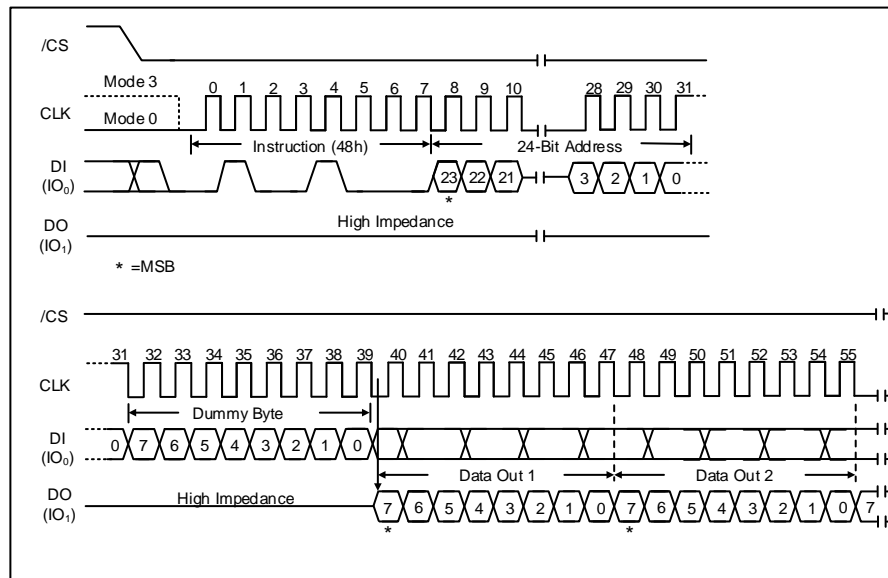 /CS
Mode 3 0 1 2 3 4 5 6 7 8 9 10 28 29 30 31
CLK Mode 0
Instruction (48h) 24-Bit Address
DI (IO₀) 23 22 21 3 2 1 0
*
DO (IO₁) High Impedance
* =MSB
/CS
31 32 33 34 35 36 37 38 39 40 41 42 43 44 45 46 47 48 49 50 51 52 53 54 55
CLK
Dummy Byte
DI (IO₀) 0 7 6 5 4 3 2 1 0
Data Out 1 Data Out 2
DO (IO₁) High Impedance 7 6 5 4 3 2 1 0 7 6 5 4 3 2 1 0 7
* *